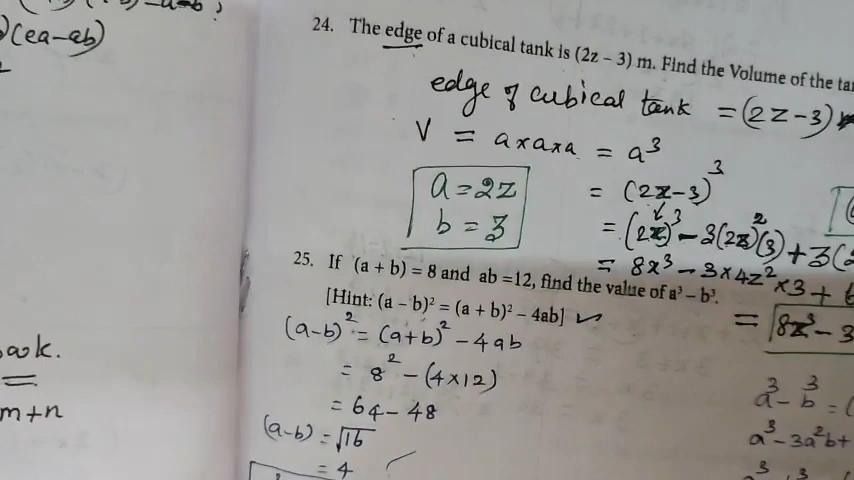 (ea-ab)
ook.
m+n
24. The edge of a cubical tank is (2z – 3) m. Find the Volume of the
edge of cubical tank = (2z-3)
V = a×a×a = a³
a = 2z
b = 3
= (2z-3)³
= (2z)³ - 3(2z)²(3) + 3(2
= 8x³ - 3×4z²×3 + 6
= 8z³ - 3
25. If (a + b) = 8 and ab =12, find the value of a³ – b³.
[Hint: (a – b)² = (a + b)² – 4ab] ✓
(a-b)² = (a+b)² - 4ab
= 8² - (4×12)
= 64 - 48
(a-b) = √16
= 4
a³ - b³ = (
a³ - 3a²b +